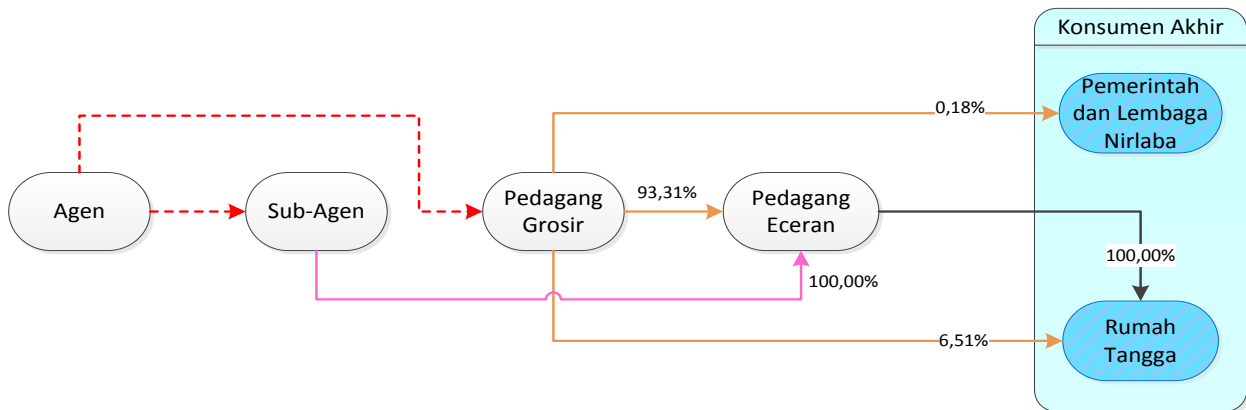 Konsumen Akhir
Pemerintah
dan Lembaga
Nirlaba
0,18%
Agen
Sub-Agen
Pedagang
Grosir
93,31%
Pedagang
Eceran
100,00%
100,00%
6,51%
Rumah
Tangga